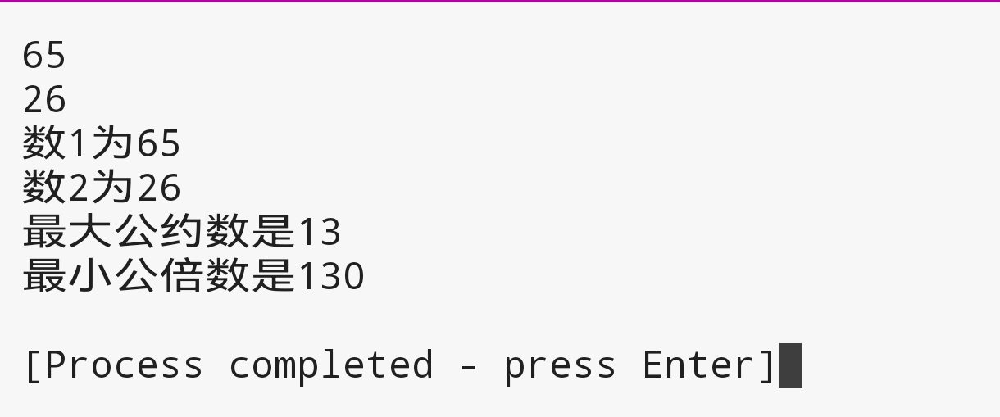 65
26
数1为65
数2为26
最大公约数是13
最小公倍数是130
[Process completed - press Enter]